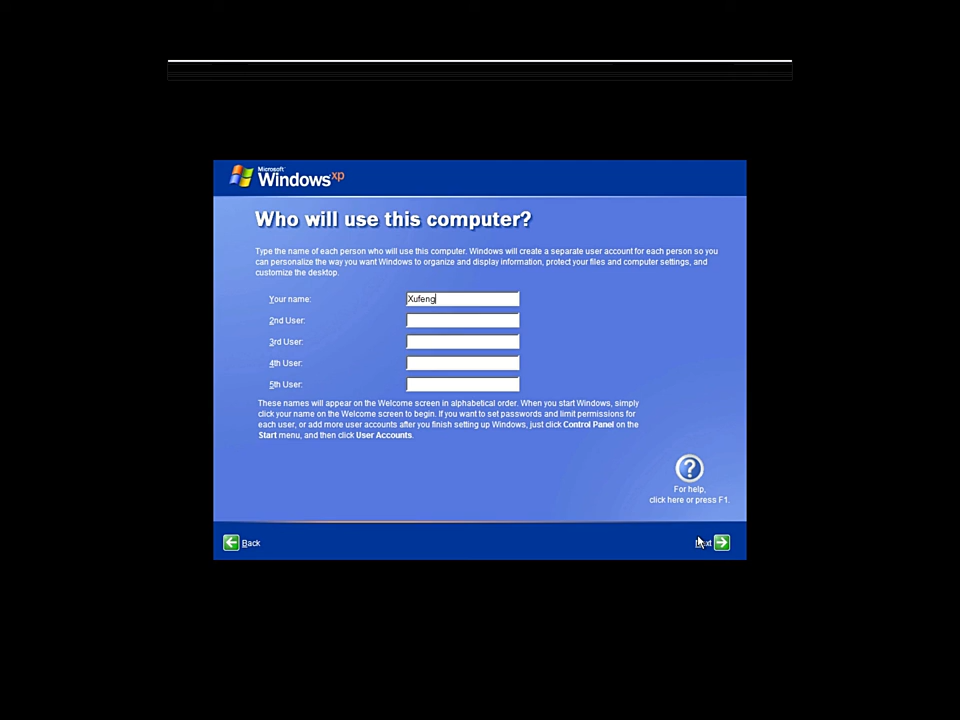 Microsoft
Windows xp
Who will use this computer?
Type the name of each person who will use this computer. Windows will create a separate user account for each person so you
can personalize the way you want Windows to organize and display information, protect your files and computer settings, and
customize the desktop.
Your name: Xufeng
2nd User:
3rd User:
4th User:
5th User:
These names will appear on the Welcome screen in alphabetical order. When you start Windows, simply
click your name on the Welcome screen to begin. If you want to set passwords and limit permissions for
each user, or add more user accounts after you finish setting up Windows, just click Control Panel on the
Start menu, and then click User Accounts.
?
For help,
click here or press F1.
Back
Next